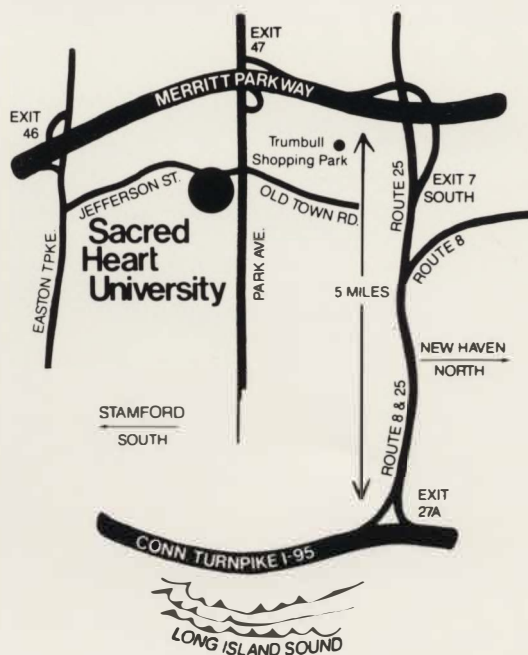 EXIT
47
MERRITT PARKWAY
EXIT
46
Trumbull
Shopping Park
JEFFERSON ST.
OLD TOWN RD.
ROUTE 25
EXIT 7
SOUTH
ROUTE 8
Sacred
Heart
University
EASTON TPKE.
PARK AVE.
5 MILES
NEW HAVEN
NORTH
STAMFORD
SOUTH
ROUTE 8 & 25
EXIT
27A
CONN. TURNPIKE I-95
LONG ISLAND SOUND